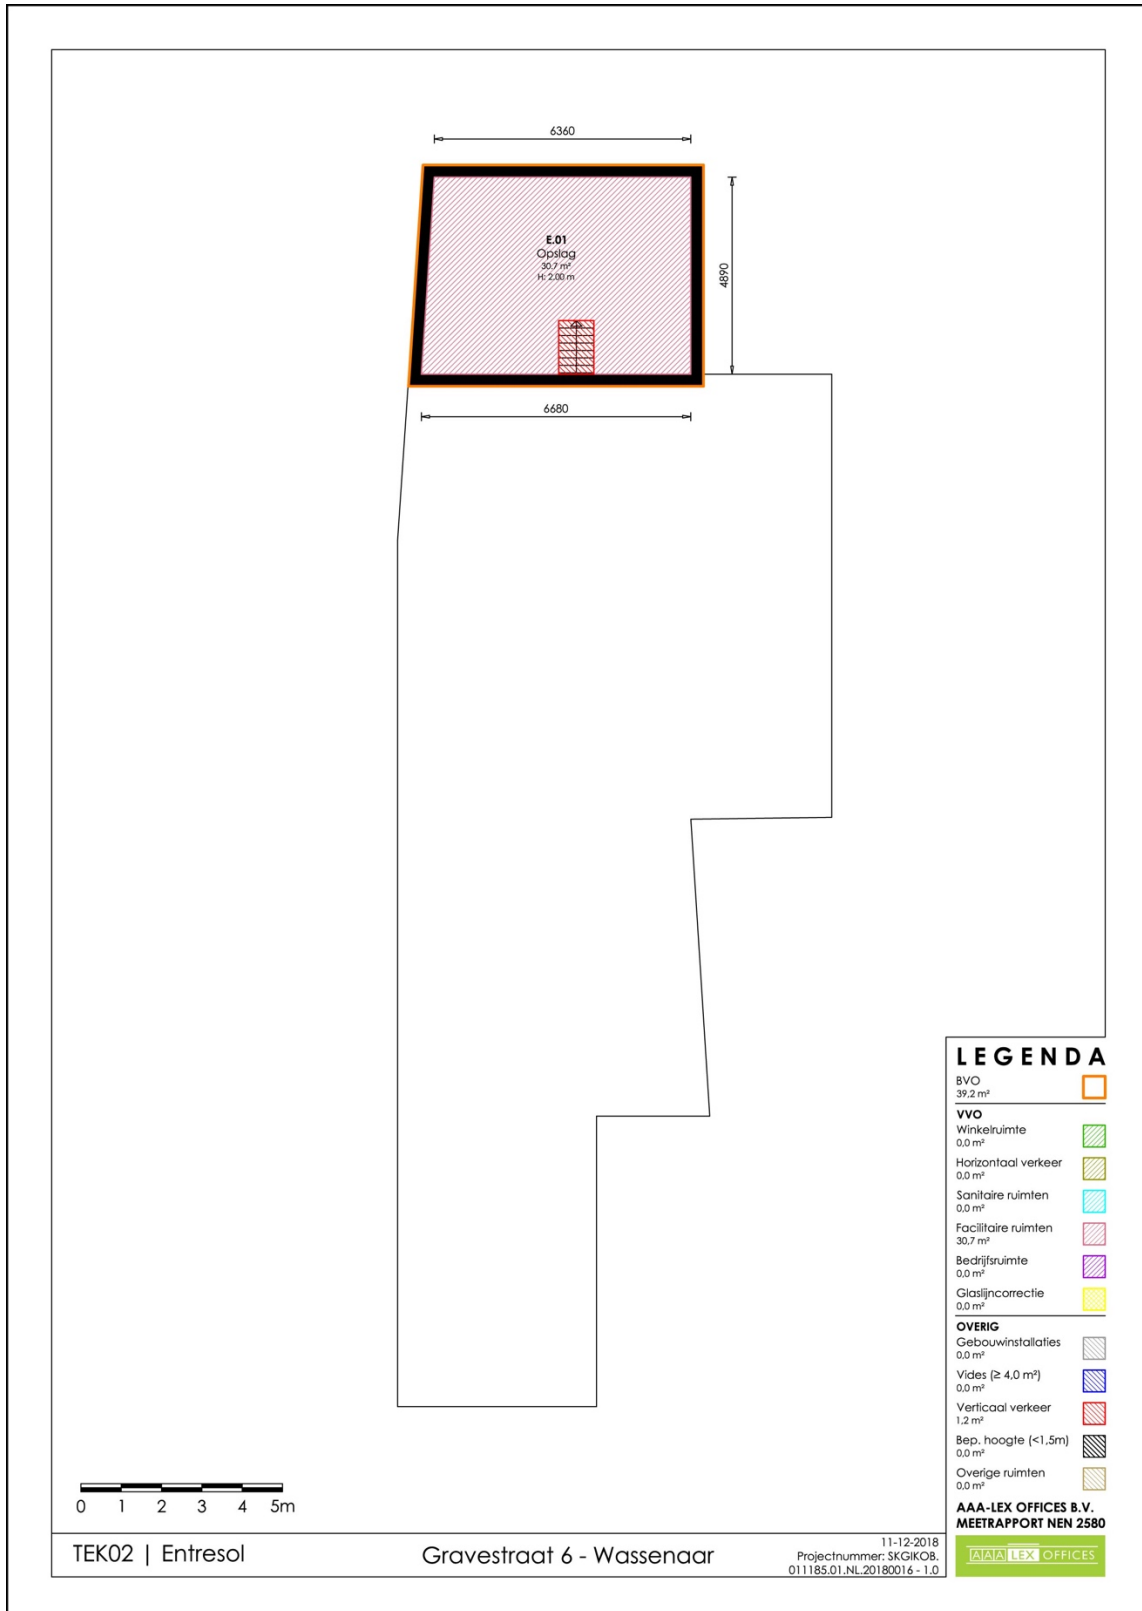 6360
E.01
Opslag
30.7 m²
H: 2.00 m
4890
6680
LEGENDA
BVO
39,2 m²
VVO
Winkelruimte
0,0 m²
Horizontaal verkeer
0,0 m²
Sanitaire ruimten
0,0 m²
Facilitaire ruimten
30,7 m²
Bedrijfsruimte
0,0 m²
Glaslijncorrectie
0,0 m²
OVERIG
Gebouwinstallaties
0,0 m²
Vides (≥ 4,0 m²)
0,0 m²
Verticaal verkeer
1,2 m²
Bep. hoogte (<1,5m)
0,0 m²
Overige ruimten
0,0 m²
AAA-LEX OFFICES B.V.
MEETRAPPORT NEN 2580
AAA LEX OFFICES
0 1 2 3 4 5m
TEK02 | Entresol
Gravestraat 6 - Wassenaar
11-12-2018
Projectnummer: SKGIKOB.
011185.01.NL.20180016 - 1.0